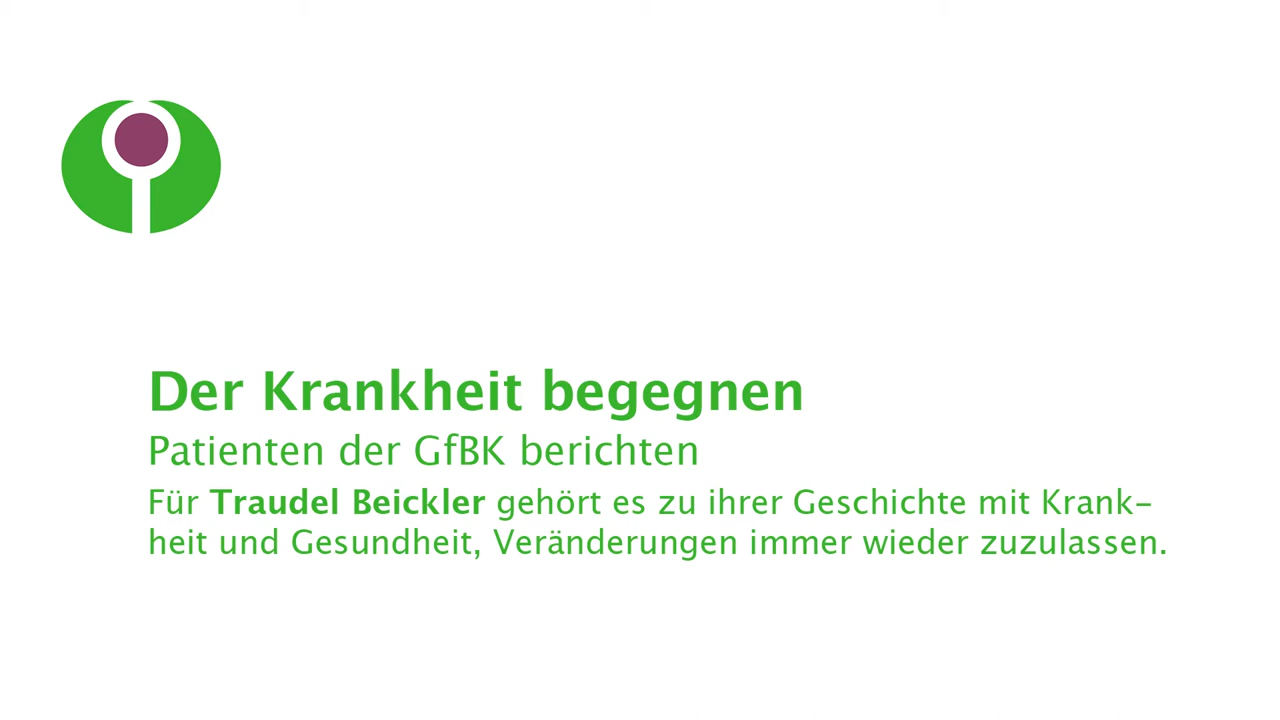 Der Krankheit begegnen
Patienten der GfBK berichten
Für Traudel Beickler gehört es zu ihrer Geschichte mit Krank-
heit und Gesundheit, Veränderungen immer wieder zuzulassen.